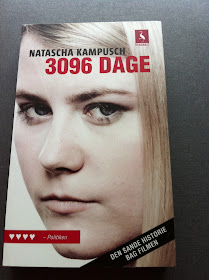 NATASCHA KAMPUSCH
3096 DAGE
♥♥♥♥ – Politiken
DEN SANDE HISTORIE
BAG FILMEN